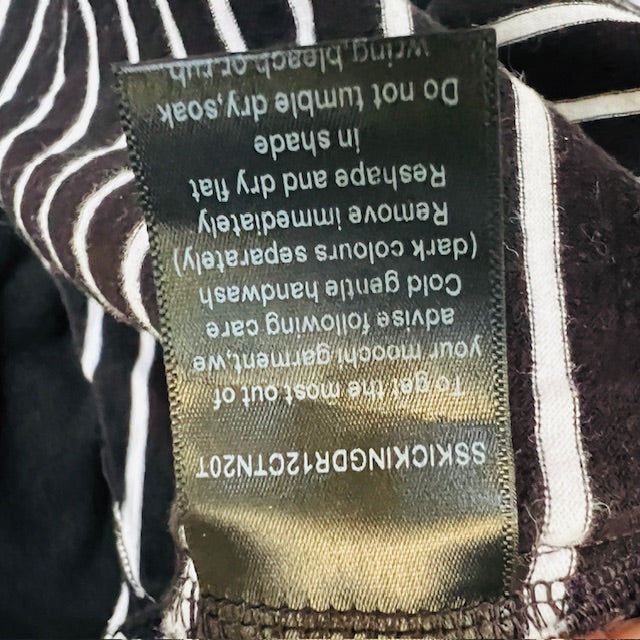 SSKICKINGDR12CTN20T
To get the most out of
your moochi garment,we
advise following care
Cold gentle handwash
(dark colours separately)
Remove immediately
Reshape and dry flat
in shade
Do not tumble dry,soak
wring,bleach or rub